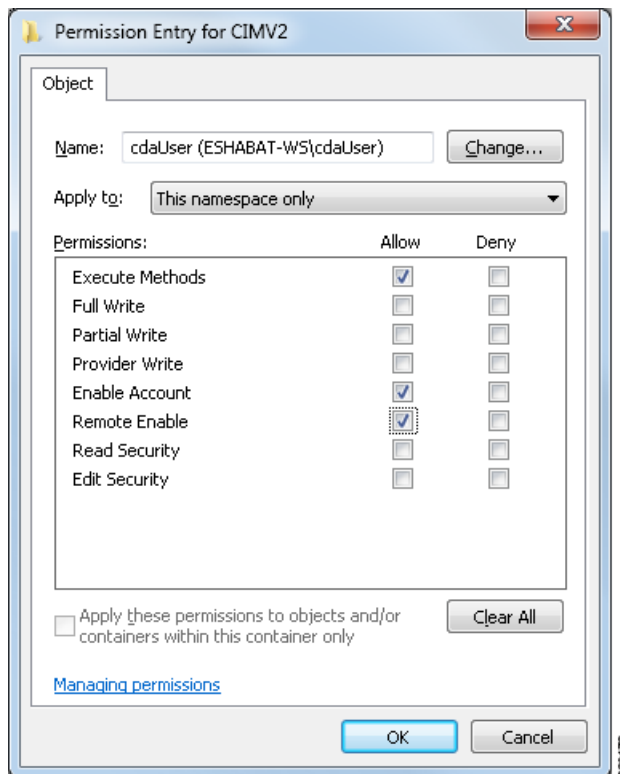 Permission Entry for CIMV2
Object
Name: cdaUser (ESHABAT-WS\cdaUser) Change...
Apply to: This namespace only
Permissions: Allow Deny
Execute Methods
Full Write
Partial Write
Provider Write
Enable Account
Remote Enable
Read Security
Edit Security
Apply these permissions to objects and/or
containers within this container only
Clear All
Managing permissions
OK Cancel